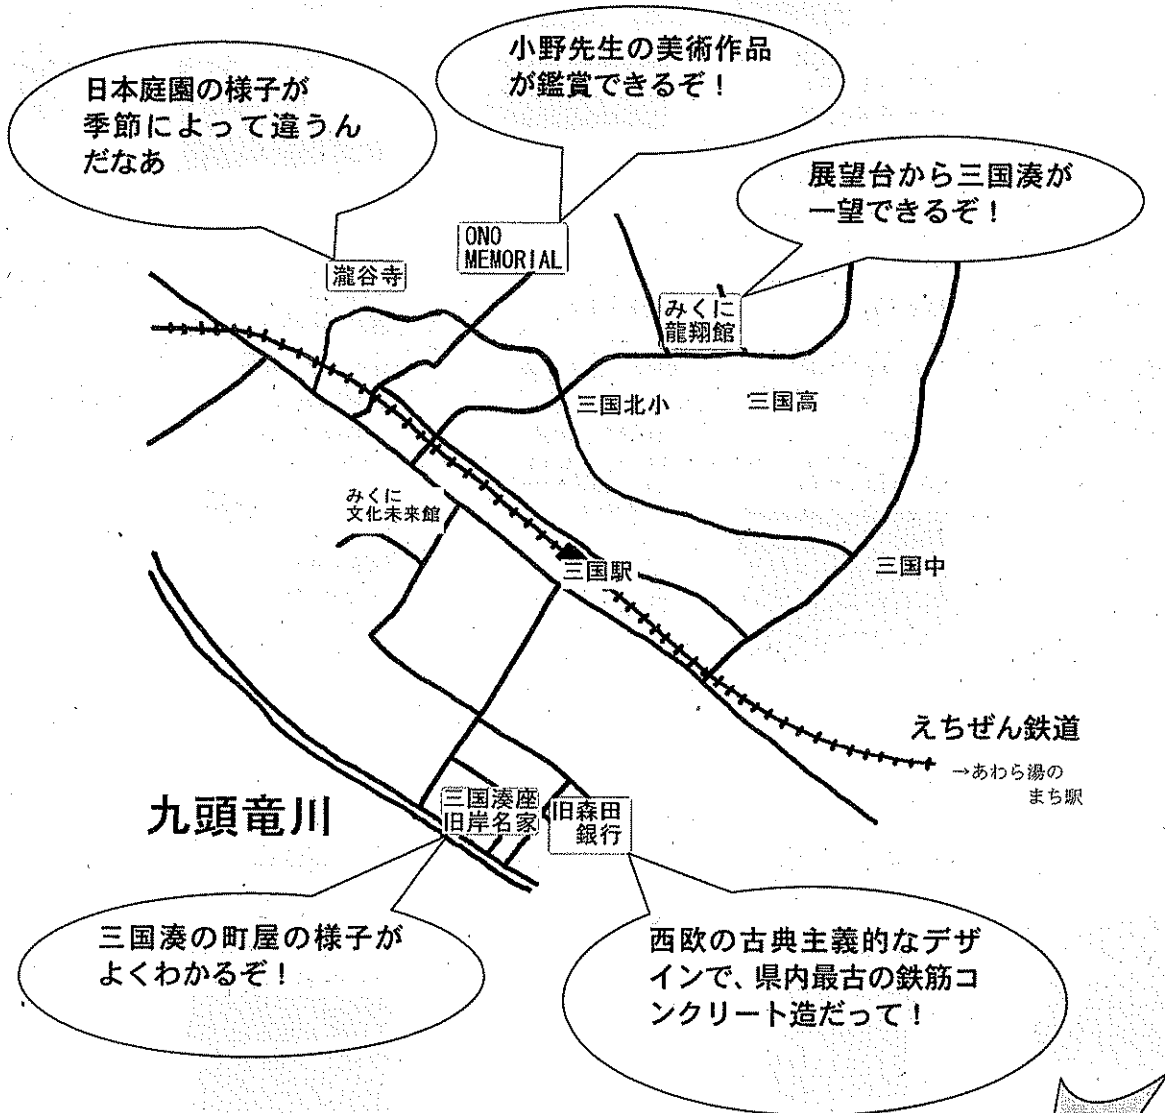 小野先生の美術作品
が鑑賞できるぞ！
日本庭園の様子が
季節によって違うん
だなあ
展望台から三国湊が
一望できるぞ！
ONO
MEMORIAL
瀧谷寺
みくに
龍翔館
三国北小
三国高
みくに
文化未来館
三国駅
三国中
えちぜん鉄道
→あわら湯の
まち駅
九頭竜川
三国湊座
旧岸名家
旧森田
銀行
三国湊の町屋の様子が
よくわかるぞ！
西欧の古典主義的なデザ
インで、県内最古の鉄筋コ
ンクリート造だって！